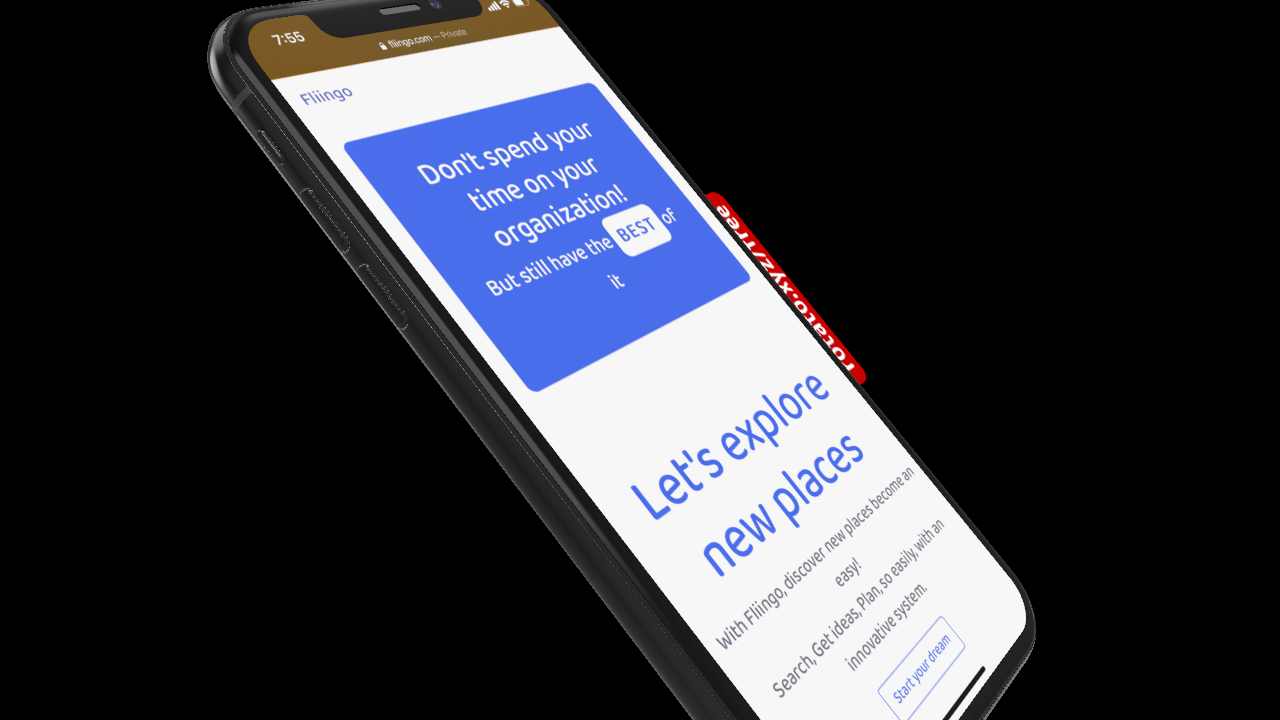 7:55
fliingo.com — Private
Fliingo
Don't spend your
time on your
organization!
But still have the BEST of
it
rotato.xyz/free
Let's explore
new places
With Fliingo, discover new places become an
easy!
Search, Get ideas, Plan, so easily, with an
innovative system.
Start your dream